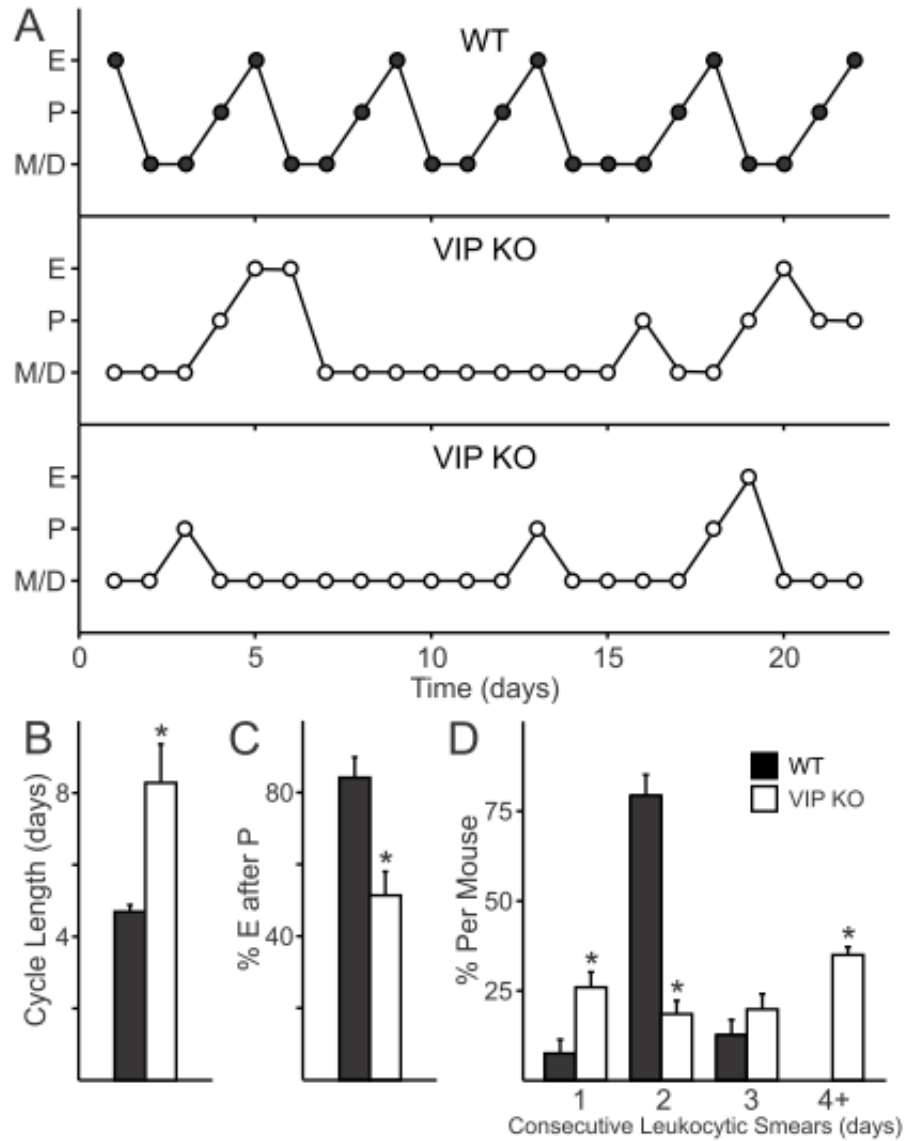 A
WT
E
P
M/D
VIP KO
E
P
M/D
VIP KO
E
P
M/D
0 5 10 15 20
Time (days)
B
Cycle Length (days)
8
4
*
C
% E after P
80
40
*
D
% Per Mouse
75
50
25
WT
VIP KO
* * *
1 2 3 4+
Consecutive Leukocytic Smears (days)